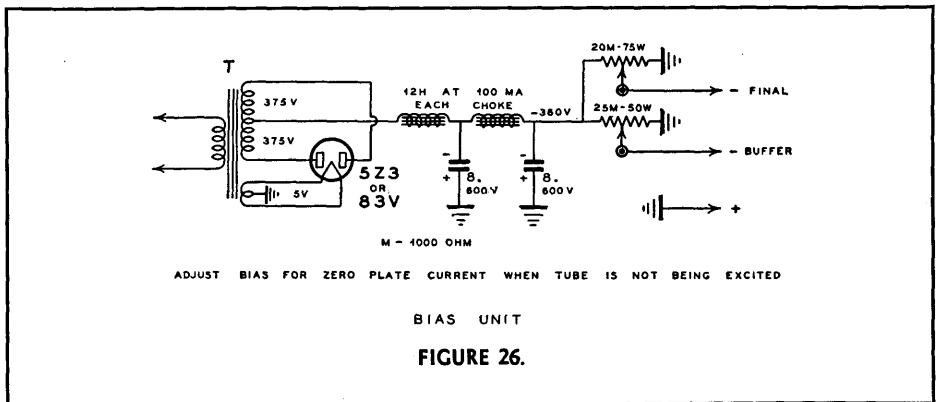 T
375V
375V
5V
5Z3
OR
83V
12H AT
EACH
100 MA
CHOKE
-360V
-
+
8.
600V
-
+
8.
600V
20M-75W
- FINAL
25M-50W
- BUFFER
+
M - 1000 OHM
ADJUST BIAS FOR ZERO PLATE CURRENT WHEN TUBE IS NOT BEING EXCITED
BIAS UNIT
FIGURE 26.